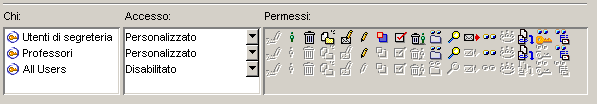 Chi: Accesso: Permessi:
Utenti di segreteria Personalizzato
Professori Personalizzato
All Users Disabilitato